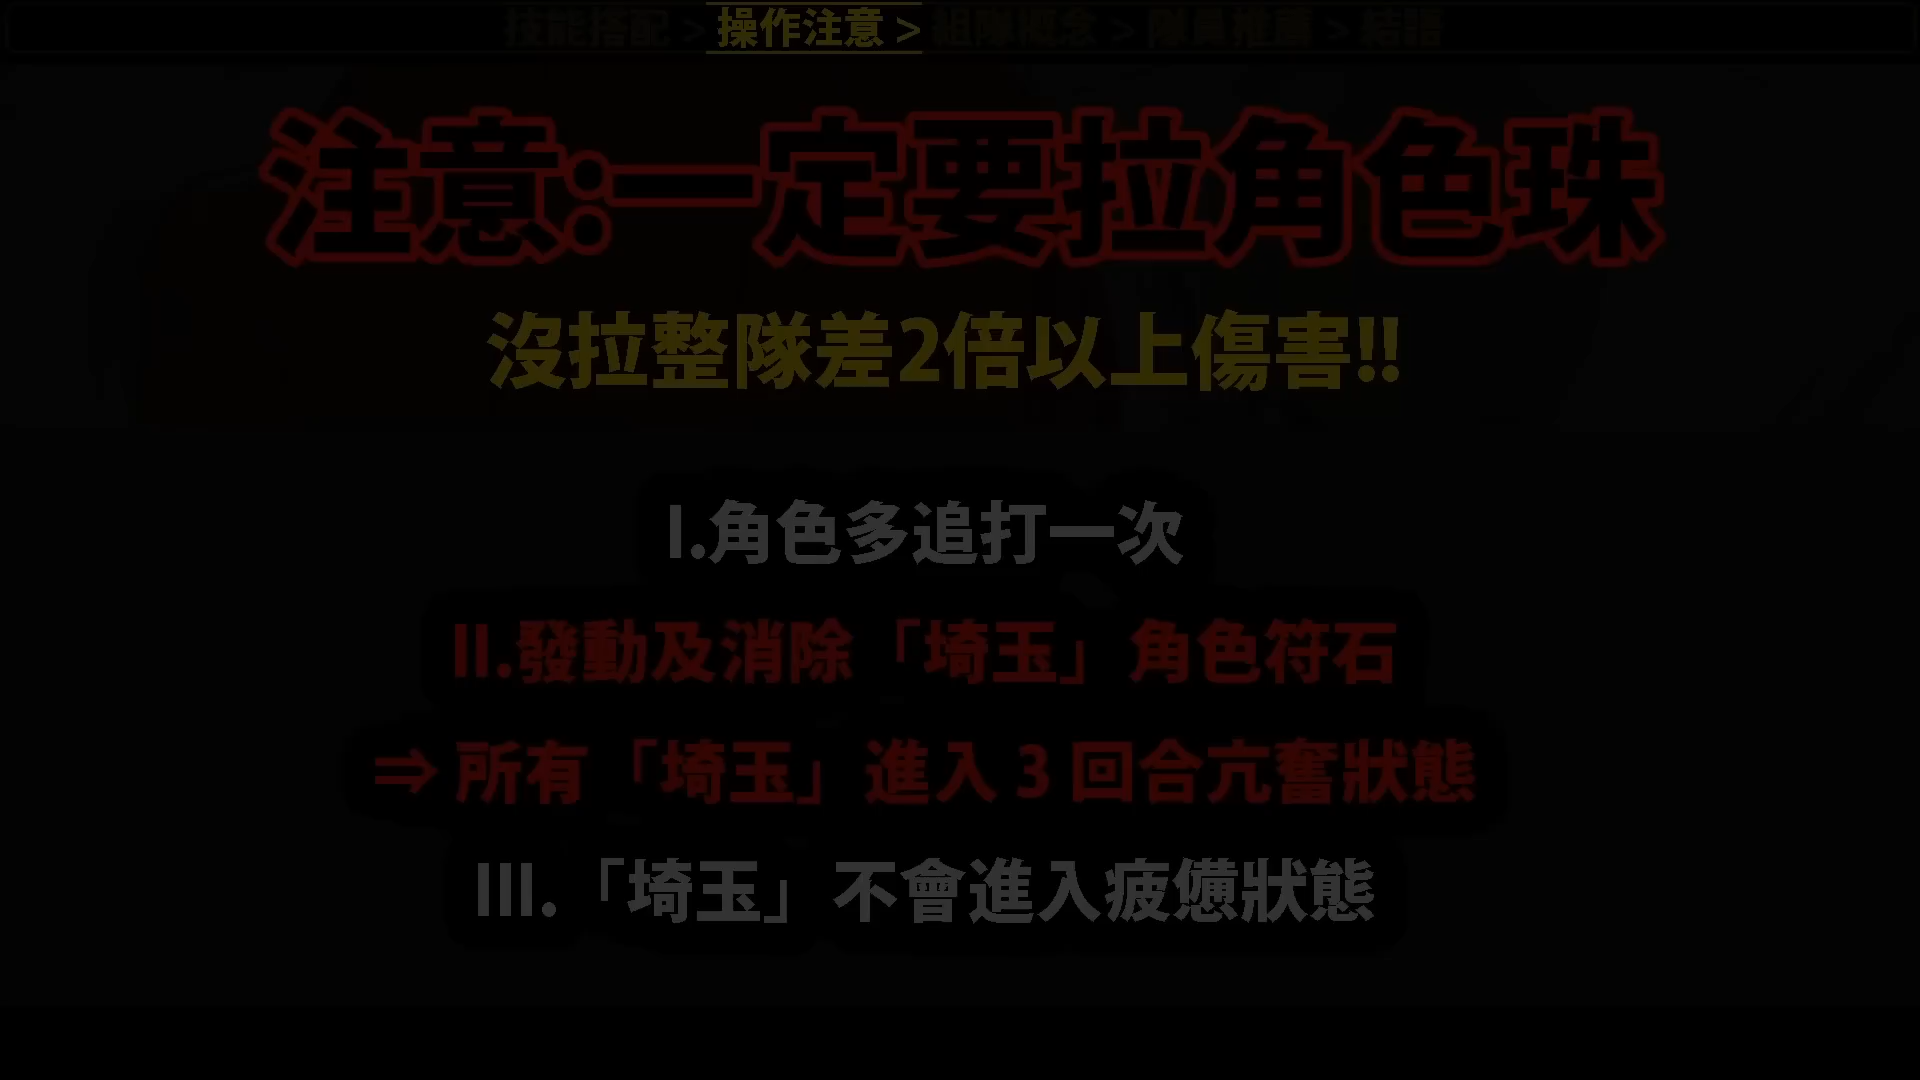 技能搭配 > 操作注意 > 組隊概念 > 隊員推薦 > 結語
注意:一定要拉角色珠
沒拉整隊差2倍以上傷害!!
I.角色多追打一次
II.發動及消除「埼玉」角色符石
⇒ 所有「埼玉」進入 3 回合亢奮狀態
III.「埼玉」不會進入疲憊狀態